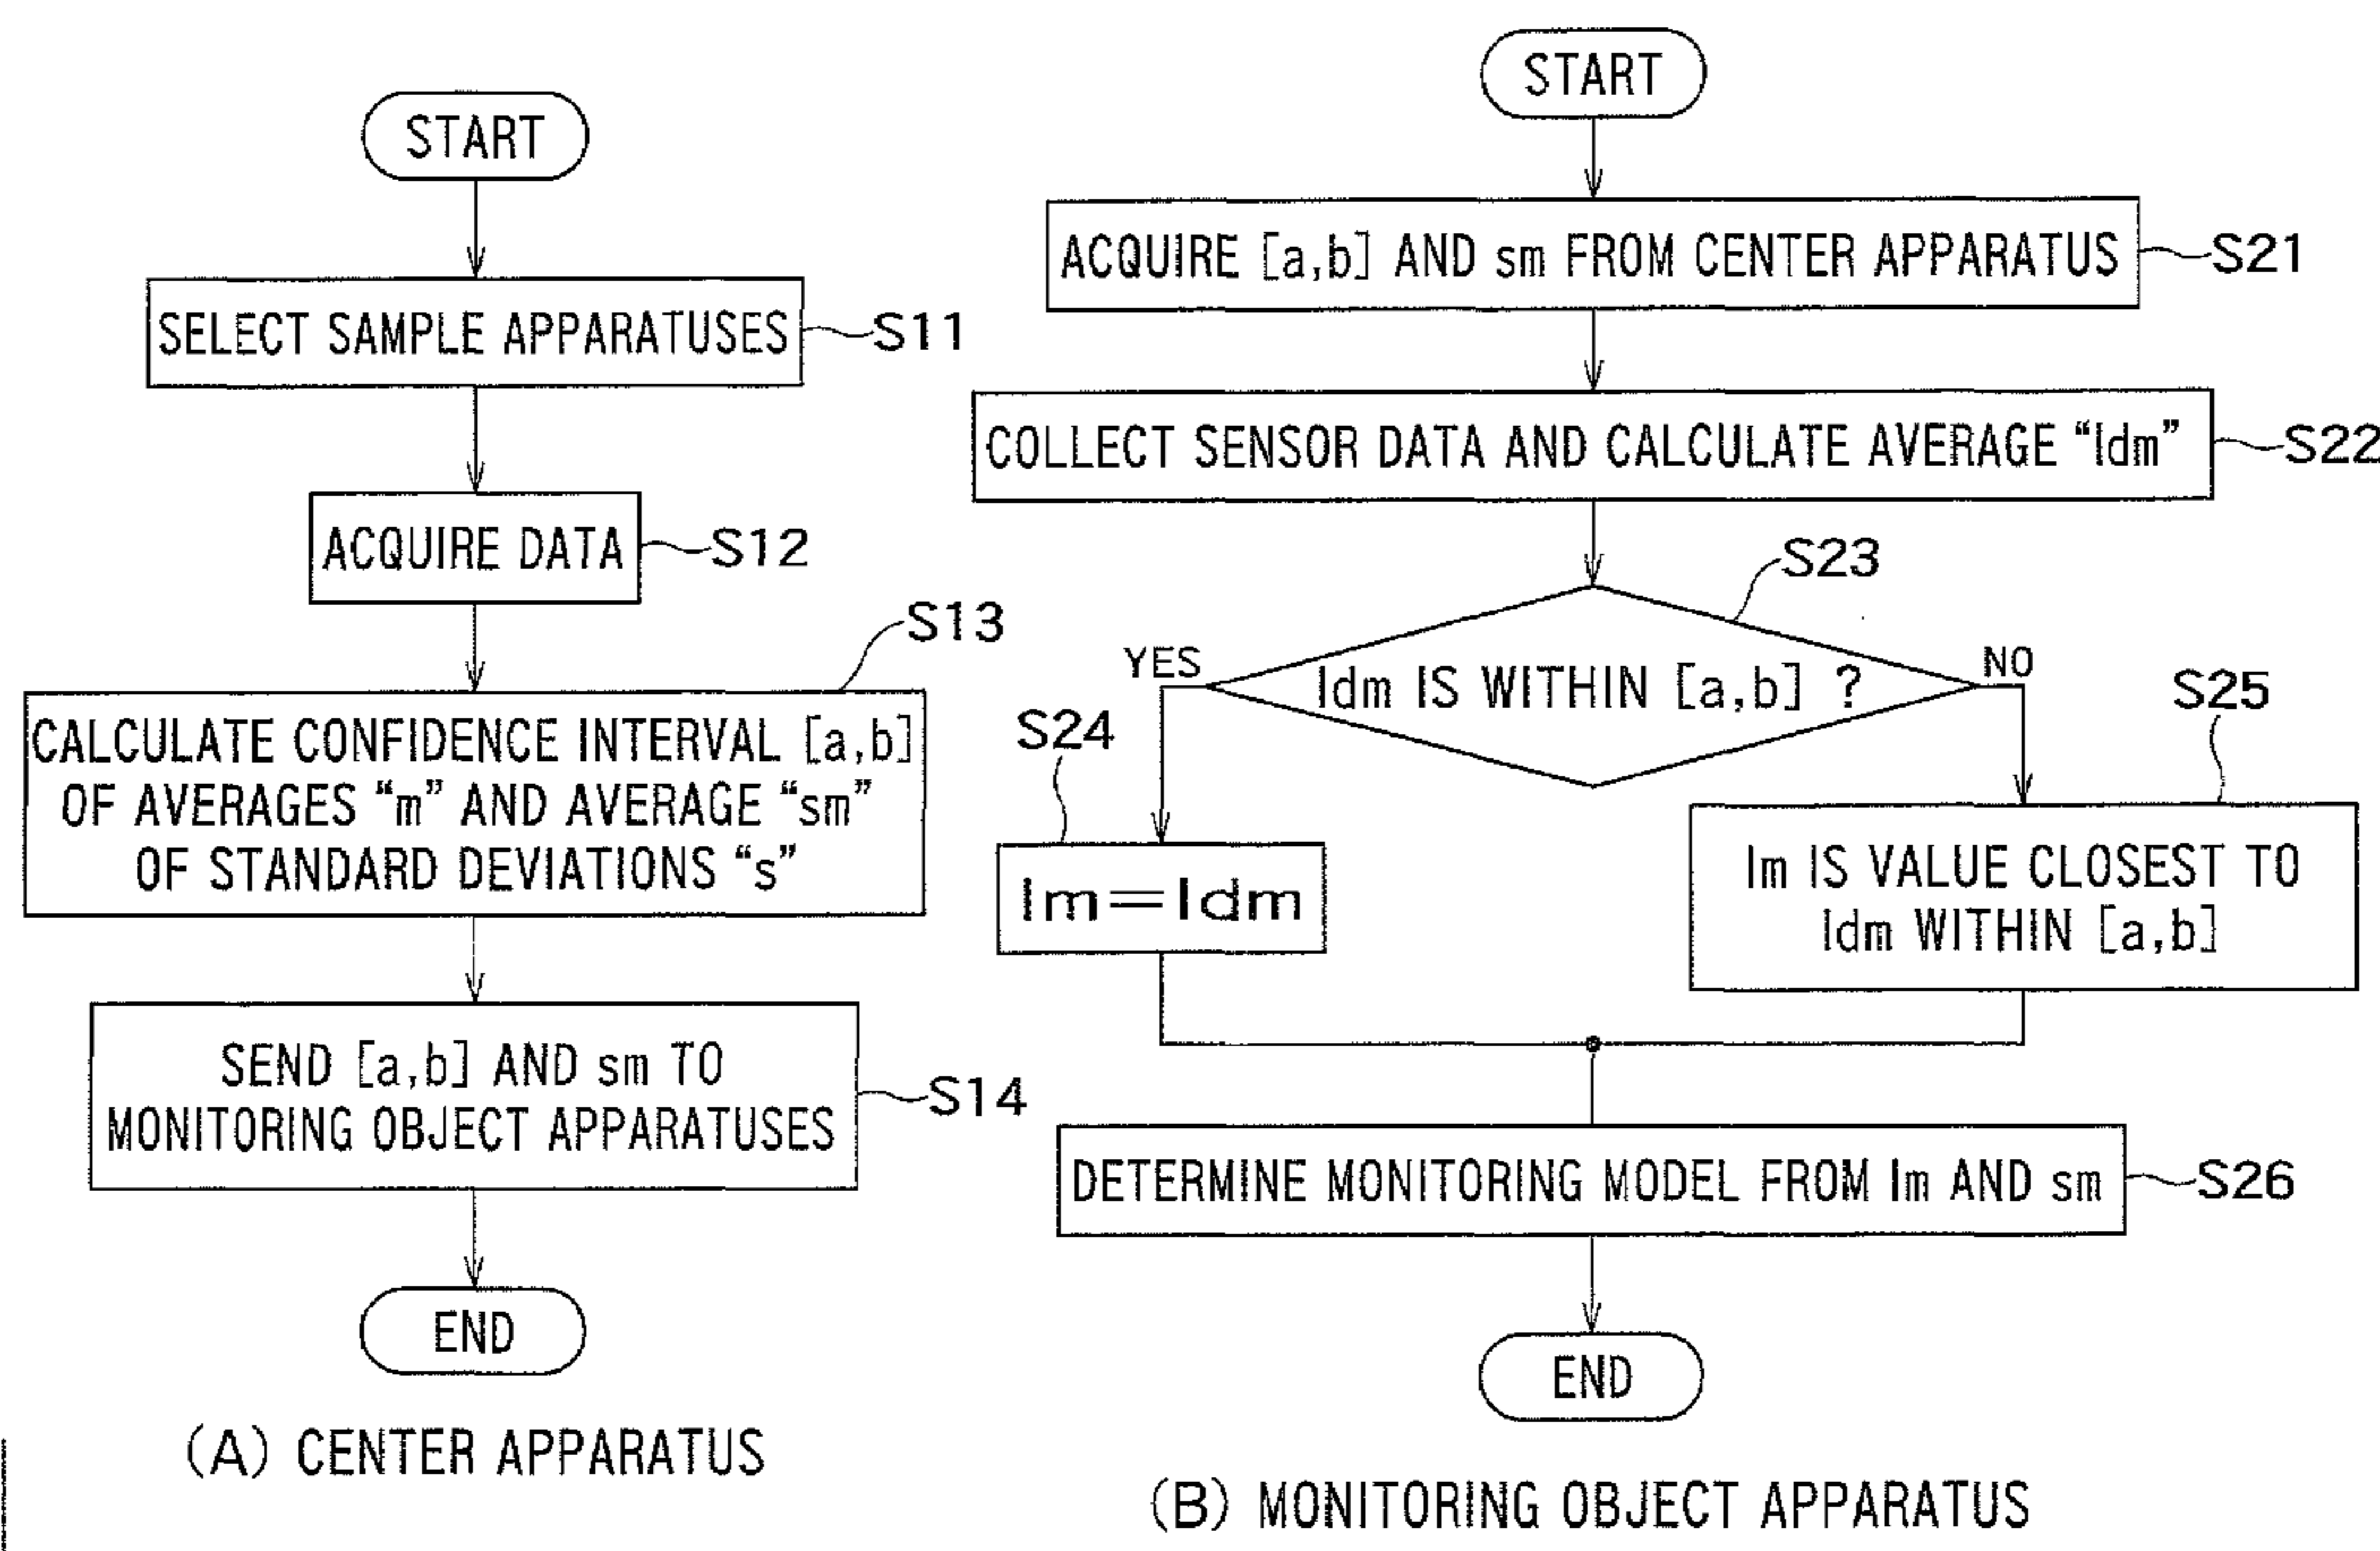 START
SELECT SAMPLE APPARATUSES
S11
ACQUIRE DATA
S12
S13
CALCULATE CONFIDENCE INTERVAL [a,b]
OF AVERAGES “m” AND AVERAGE “sm”
OF STANDARD DEVIATIONS “s”
SEND [a,b] AND sm TO
MONITORING OBJECT APPARATUSES
S14
END
(A) CENTER APPARATUS
START
ACQUIRE [a,b] AND sm FROM CENTER APPARATUS
S21
COLLECT SENSOR DATA AND CALCULATE AVERAGE “ldm”
S22
S23
ldm IS WITHIN [a,b] ?
YES
NO
S24
lm=ldm
S25
lm IS VALUE CLOSEST TO
ldm WITHIN [a,b]
DETERMINE MONITORING MODEL FROM lm AND sm
S26
END
(B) MONITORING OBJECT APPARATUS